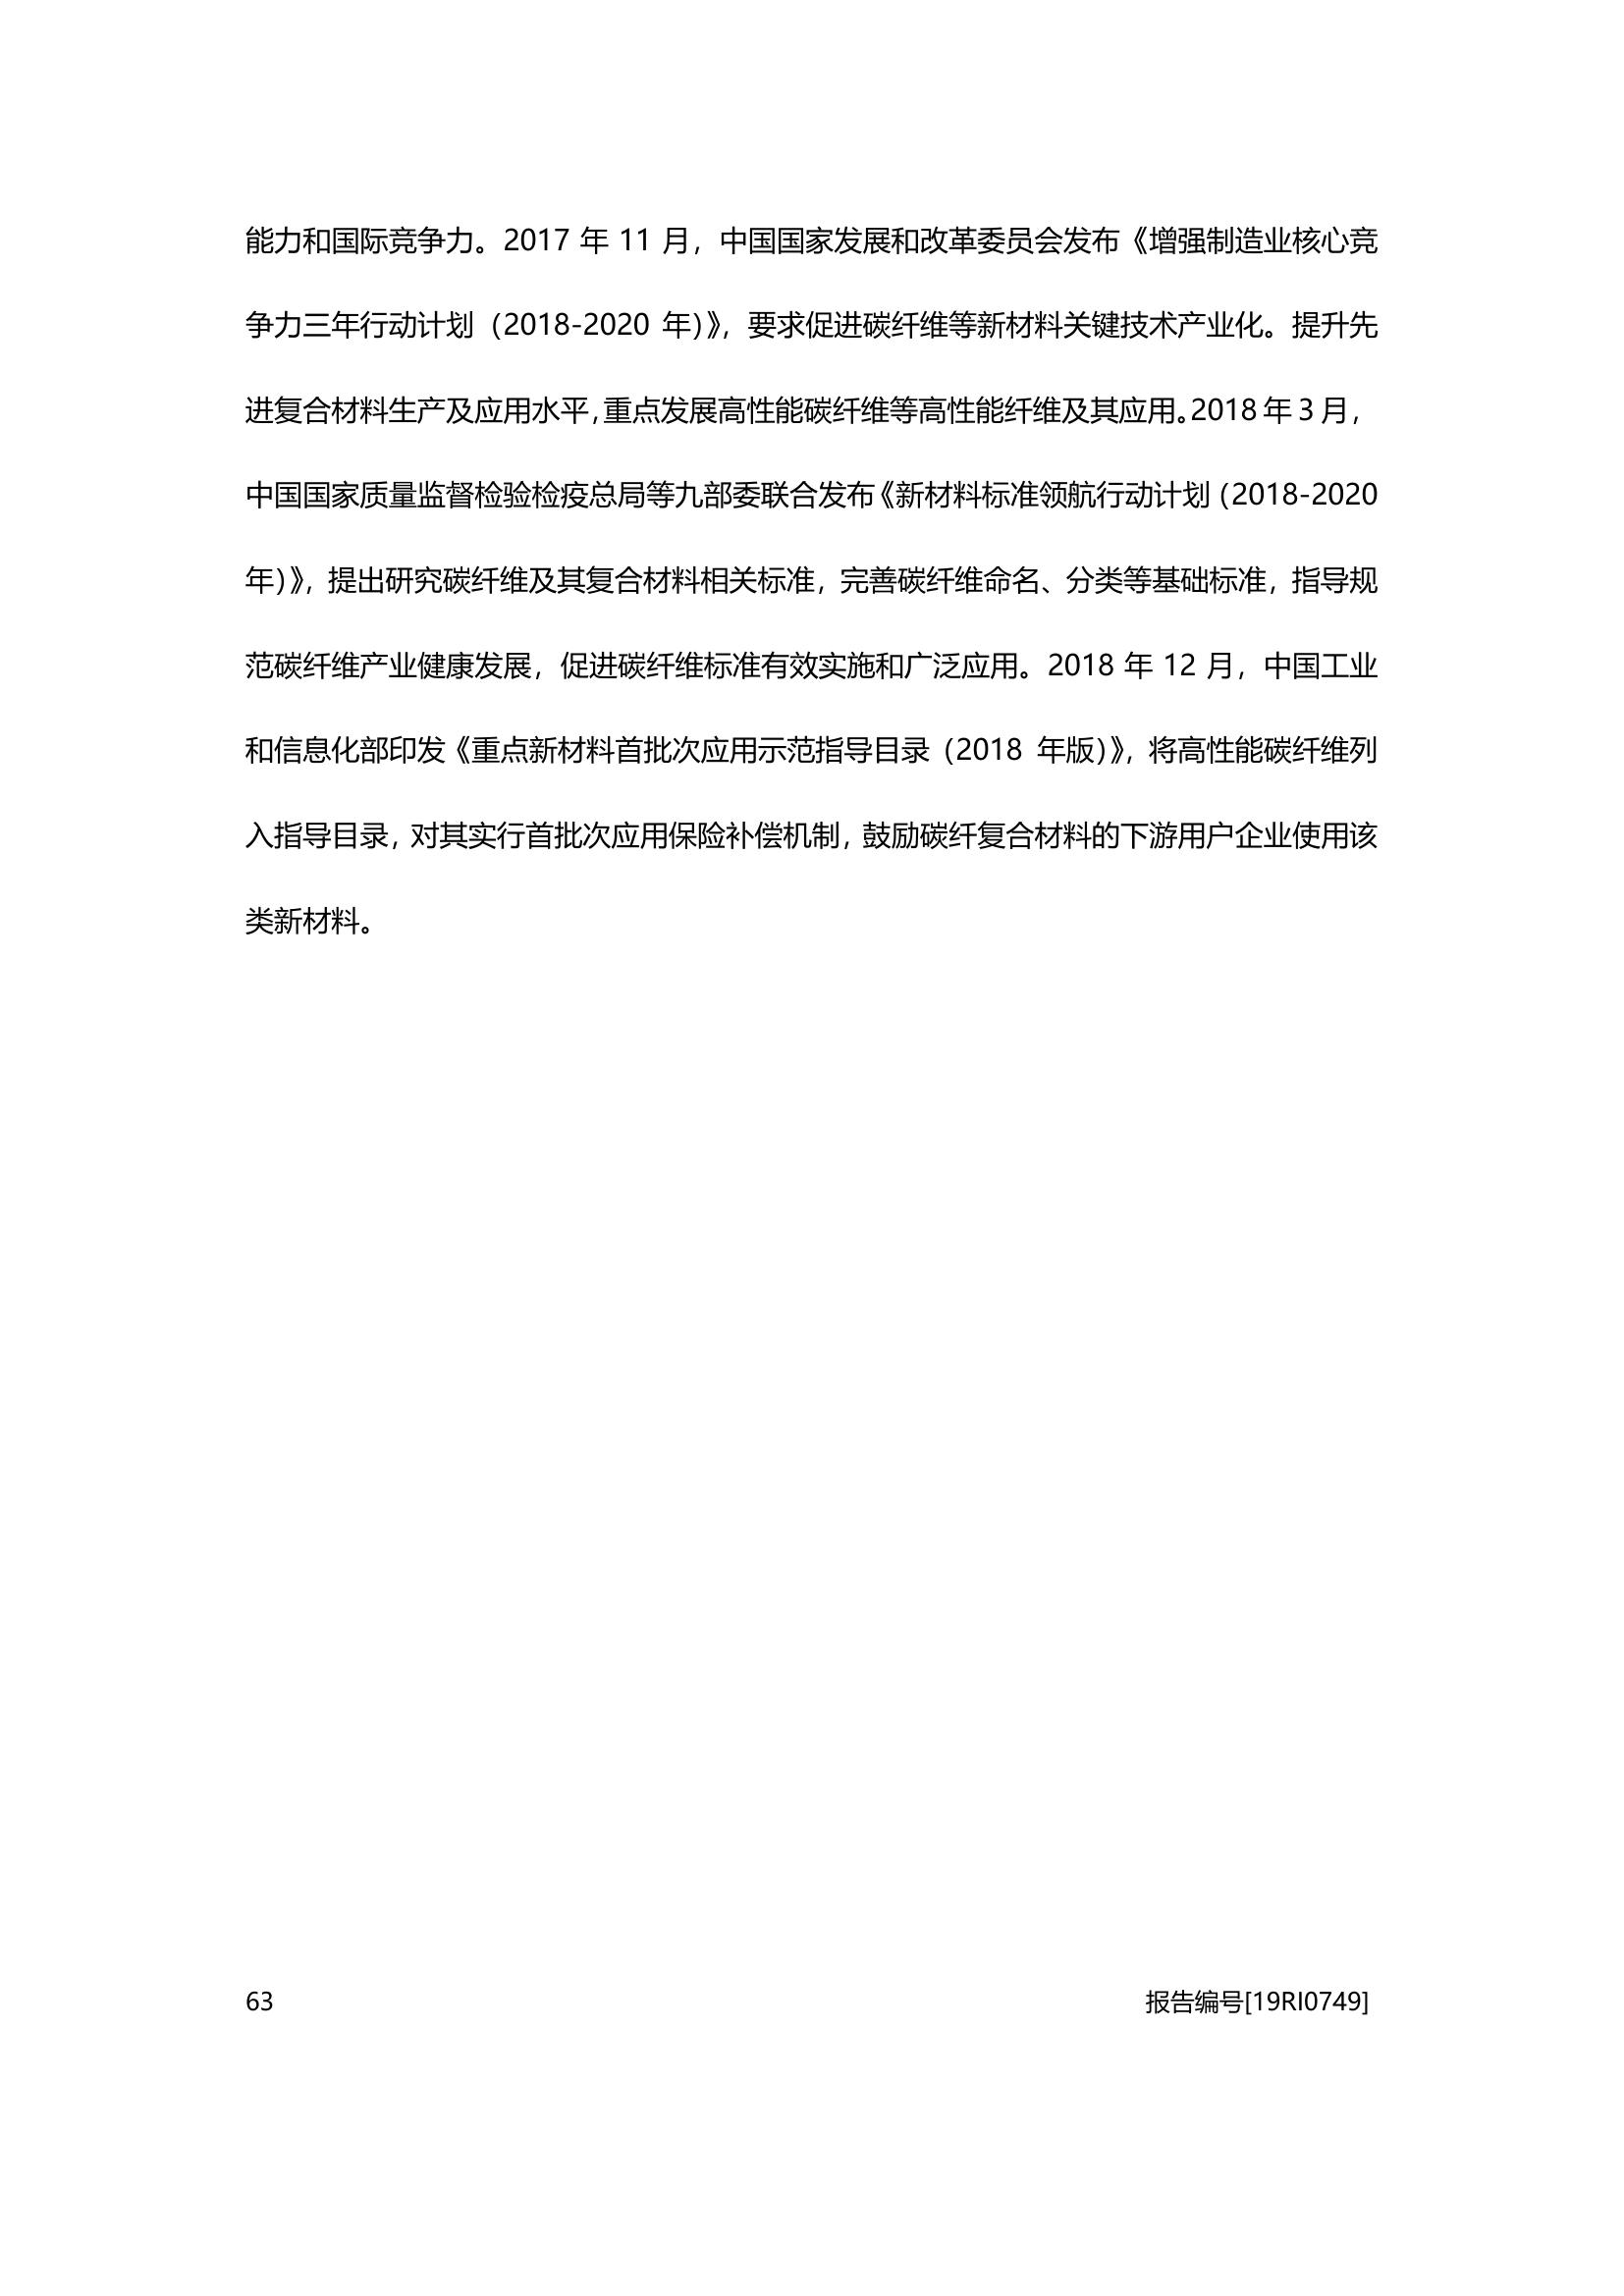 能力和国际竞争力。2017 年 11 月，中国国家发展和改革委员会发布《增强制造业核心竞
争力三年行动计划（2018-2020 年）》，要求促进碳纤维等新材料关键技术产业化。提升先
进复合材料生产及应用水平，重点发展高性能碳纤维等高性能纤维及其应用。2018 年 3 月，
中国国家质量监督检验检疫总局等九部委联合发布《新材料标准领航行动计划（2018-2020
年）》，提出研究碳纤维及其复合材料相关标准，完善碳纤维命名、分类等基础标准，指导规
范碳纤维产业健康发展，促进碳纤维标准有效实施和广泛应用。2018 年 12 月，中国工业
和信息化部印发《重点新材料首批次应用示范指导目录（2018 年版）》，将高性能碳纤维列
入指导目录，对其实行首批次应用保险补偿机制，鼓励碳纤复合材料的下游用户企业使用该
类新材料。
63 报告编号[19RI0749]